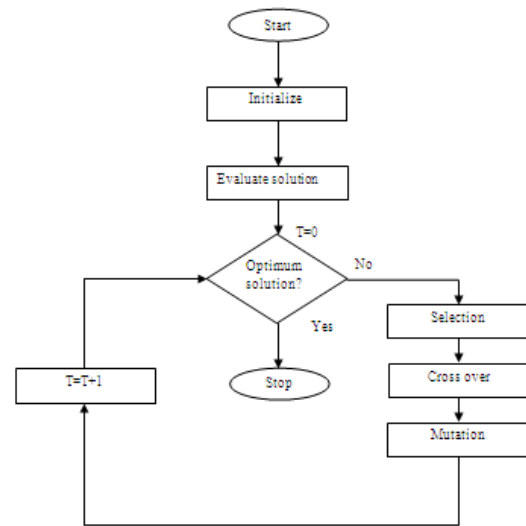 Start
Initialize
Evaluate solution
T=0
Optimum
solution?
No
Yes
Selection
Cross over
Mutation
Stop
T=T+1